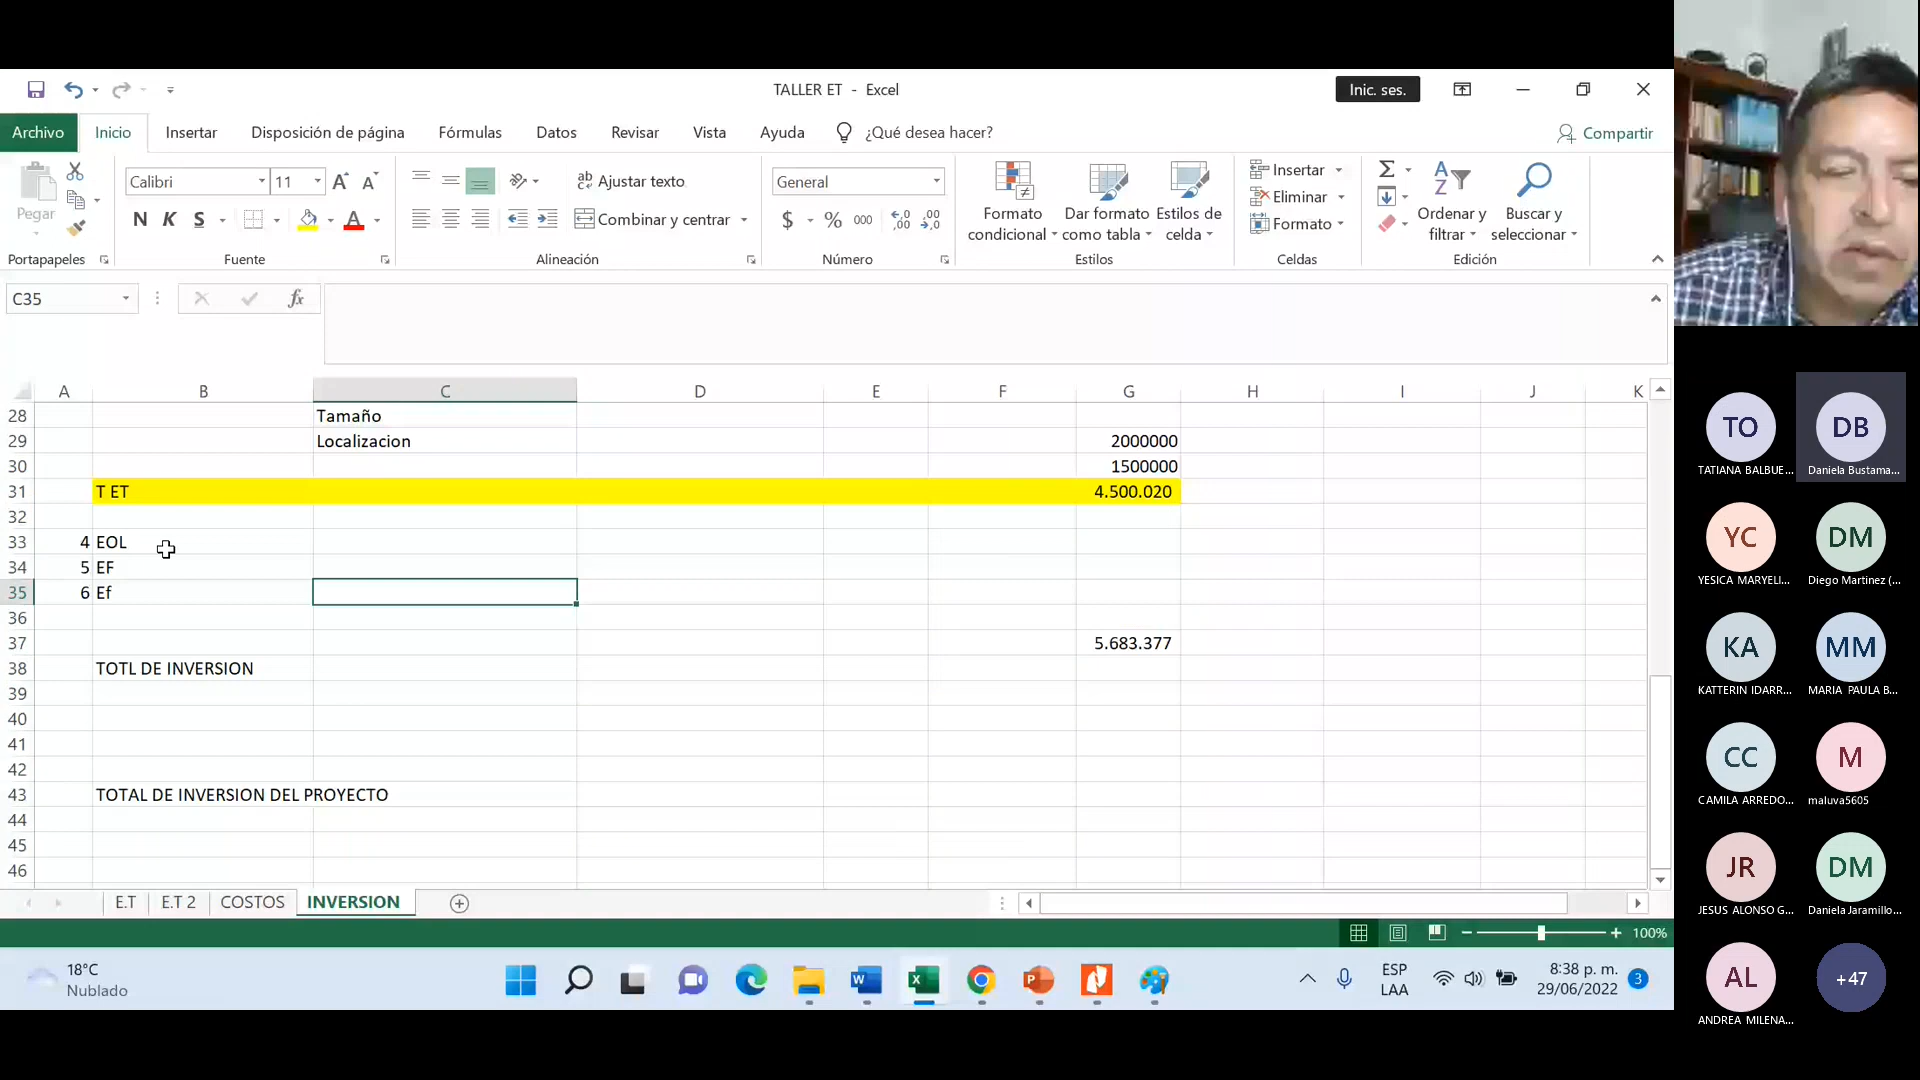 TALLER ET - Excel
Inic. ses.
Archivo Inicio Insertar Disposición de página Fórmulas Datos Revisar Vista Ayuda ¿Qué desea hacer? Compartir
Pegar
Calibri 11
N K S
Ajustar texto
Combinar y centrar
General
$ % 000
Formato condicional
Dar formato como tabla
Estilos de celda
Insertar
Eliminar
Formato
Ordenar y filtrar
Buscar y seleccionar
Portapapeles Fuente Alineación Número Estilos Celdas Edición
C35 fx
A B C D E F G H I J K
28 Tamaño
29 Localizacion 2000000
30 1500000
31 T ET 4.500.020
32
33 4 EOL
34 5 EF
35 6 Ef
36
37 5.683.377
38 TOTL DE INVERSION
39
40
41
42
43 TOTAL DE INVERSION DEL PROYECTO
44
45
46
E.T E.T 2 COSTOS INVERSION
100%
18°C
Nublado
ESP
LAA
8:38 p. m.
29/06/2022
3
TO DB
TATIANA BALBUE... Daniela Bustama...
YC DM
YESICA MARYELI... Diego Martinez (...
KA MM
KATTERIN IDARR... MARIA PAULA B...
CC M
CAMILA ARREDO... maluva5605
JR DM
JESUS ALONSO G... Daniela Jaramillo...
AL +47
ANDREA MILENA...